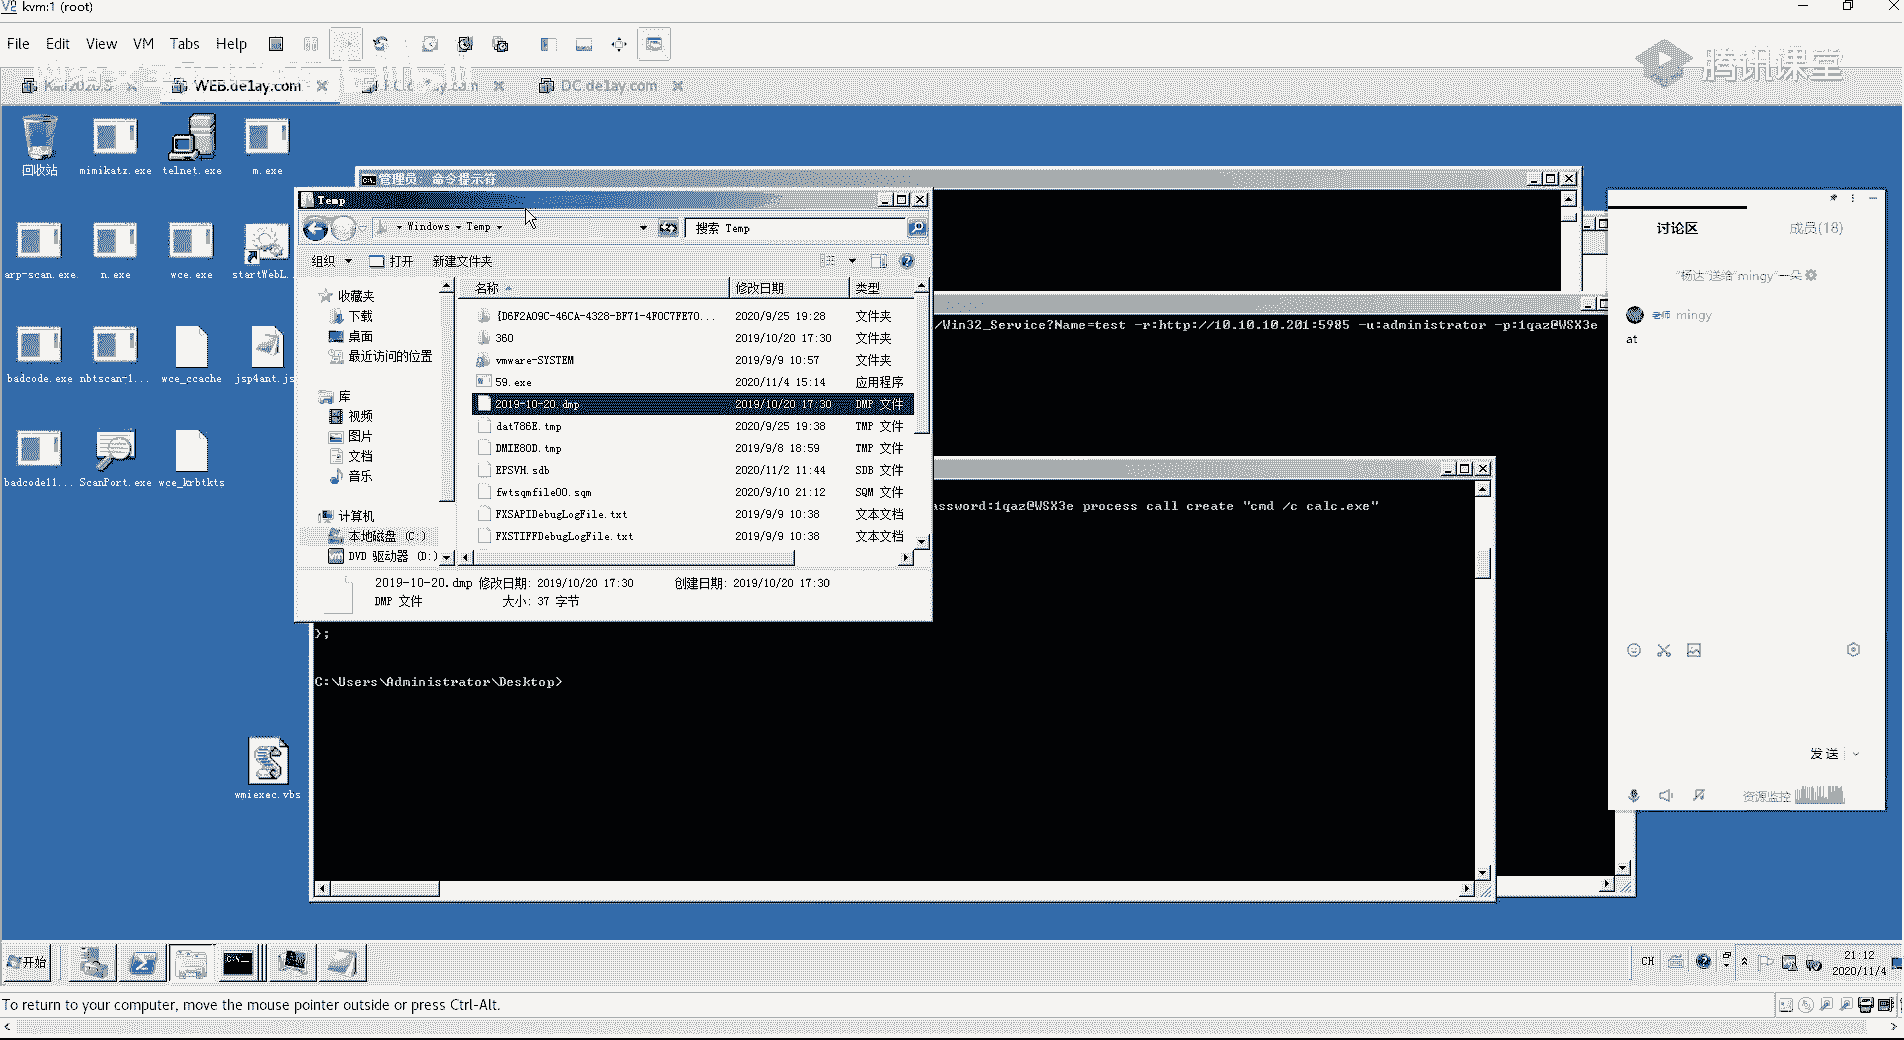 kvm:1 (root)
File Edit View VM Tabs Help
腾讯课堂
WEB.delay.com
DC.delay.com
回收站
mimikatz.exe
telnet.exe
m.exe
arp-scan.exe
n.exe
wce.exe
startWebL...
badcode.exe
nbtscan-1...
wce_ccache
jsp4ant.js
badcode11...
ScanPort.exe
wce_krbtkts
wmiexec.vbs
管理员: 命令提示符
Temp
Windows Temp
搜索 Temp
组织 打开 新建文件夹
收藏夹
下载
桌面
最近访问的位置
库
视频
图片
文档
音乐
计算机
本地磁盘 (C:)
DVD 驱动器 (D:)
名称 修改日期 类型
{D6F2A09C-46CA-4328-BF71-4F0C7FE70... 2020/9/25 19:28 文件夹
360 2019/10/20 17:30 文件夹
vmware-SYSTEM 2019/9/9 10:57 文件夹
59.exe 2020/11/4 15:14 应用程序
2019-10-20.dmp 2019/10/20 17:30 DMP 文件
dat786E.tmp 2020/9/25 19:38 TMP 文件
DMIE80D.tmp 2019/9/8 18:59 TMP 文件
EPSVH.sdb 2020/11/2 11:44 SDB 文件
fwtsqmfile00.sqm 2020/9/10 21:12 SQM 文件
FXSAPIDebugLogFile.txt 2019/9/9 10:38 文本文档
FXSTIFFDebugLogFile.txt 2019/9/9 10:38 文本文档
2019-10-20.dmp 修改日期: 2019/10/20 17:30 创建日期: 2019/10/20 17:30
DMP 文件 大小: 37 字节
/Win32_Service?Name=test -r:http://10.10.10.201:5985 -u:administrator -p:1qaz@WSX3e
assword:1qaz@WSX3e process call create "cmd /c calc.exe"
};
C:\Users\Administrator\Desktop>
讨论区 成员(18)
"杨达"送给"mingy"一朵
老师 mingy
at
发送
资源监控
开始
CH
21:12
2020/11/4
To return to your computer, move the mouse pointer outside or press Ctrl-Alt.